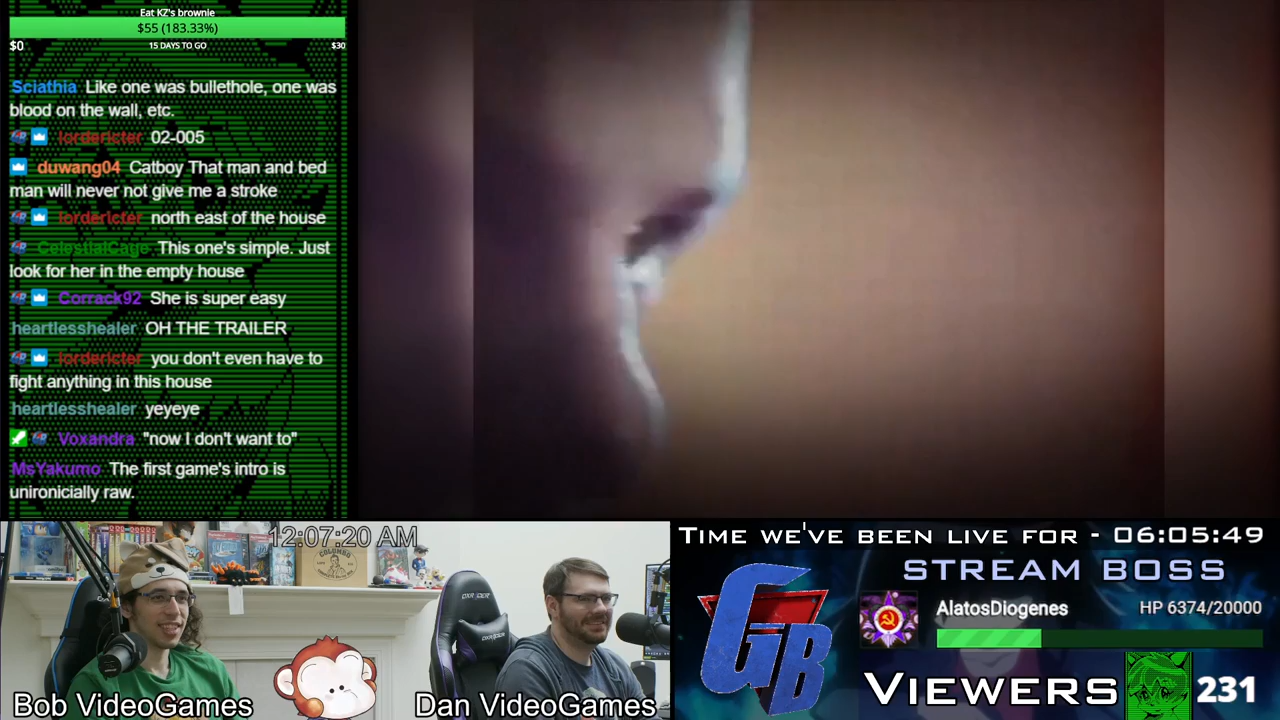 Eat KZ's brownie
$55 (183.33%)
$0 15 DAYS TO GO $30
Sciathia Like one was bullethole, one was
blood on the wall, etc.
lordericter 02-005
duwang04 Catboy That man and bed
man will never not give me a stroke
lordericter north east of the house
CelestialCage This one's simple. Just
look for her in the empty house
Corrack92 She is super easy
heartlesshealer OH THE TRAILER
lordericter you don't even have to
fight anything in this house
heartlesshealer yeyeye
Voxandra "now I don't want to"
MsYakumo The first game's intro is
unironicially raw.
12:07:20 AM
COLUMBO
DXRACER
Bob VideoGames
Dan VideoGames
TIME WE'VE BEEN LIVE FOR - 06:05:49
STREAM BOSS
AlatosDiogenes HP 6374/20000
GB
VIEWERS 231